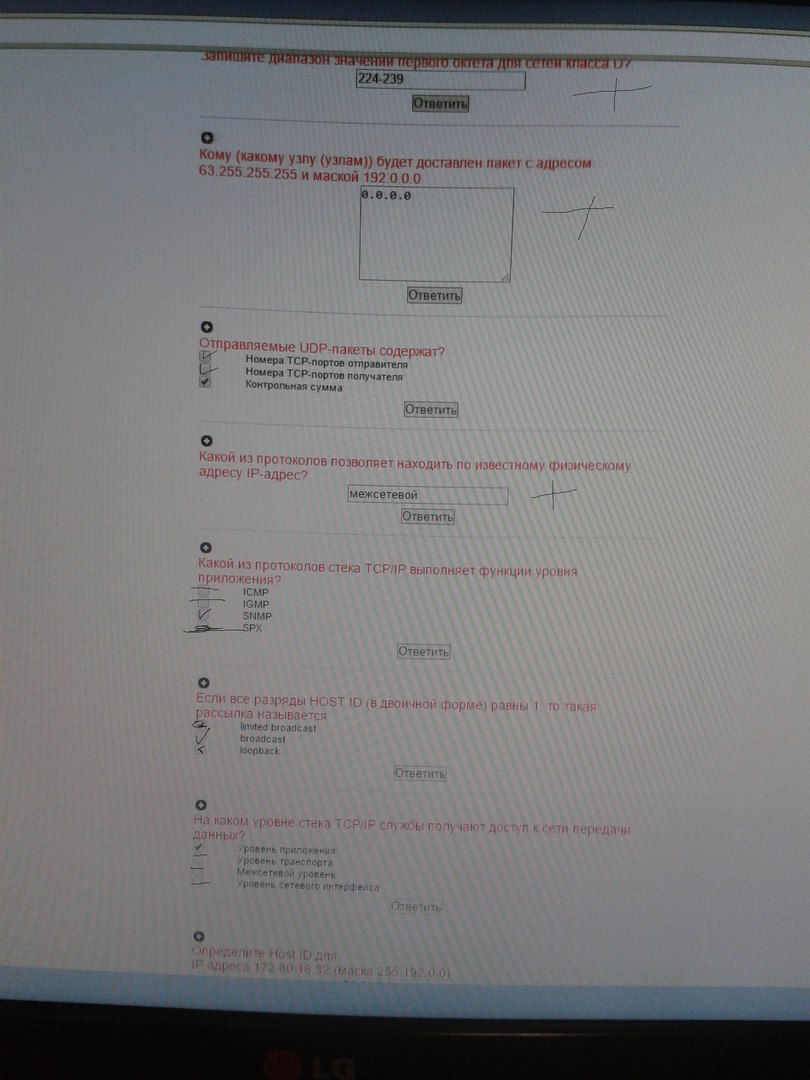 Запишите диапазон значений первого октета для сетей класса D?
224-239
Ответить
Кому (какому узлу (узлам)) будет доставлен пакет с адресом
63.255.255.255 и маской 192.0.0.0
0.0.0.0
Ответить
Отправляемые UDP-пакеты содержат?
Номера TCP-портов отправителя
Номера TCP-портов получателя
Контрольная сумма
Ответить
Какой из протоколов позволяет находить по известному физическому
адресу IP-адрес?
межсетевой
Ответить
Какой из протоколов стека TCP/IP выполняет функции уровня
приложения?
ICMP
IGMP
SNMP
SPX
Ответить
Если все разряды HOST ID (в двоичной форме) равны 1, то такая
рассылка называется
limited broadcast
broadcast
loopback
Ответить
На каком уровне стека TCP/IP службы получают доступ к сети передачи
данных?
Уровень приложения
Уровень транспорта
Межсетевой уровень
Уровень сетевого интерфейса
Ответить
Определите Host ID для
IP адреса 172.80.16.32 (маска 255.192.0.0)
LG